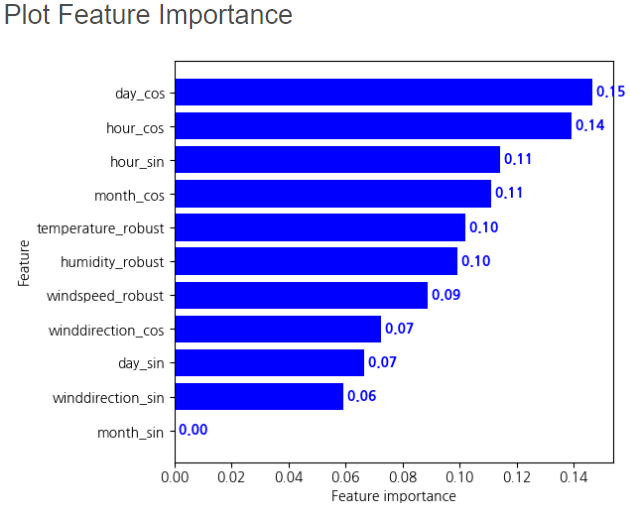 Plot Feature Importance
day_cos 0.15
hour_cos 0.14
hour_sin 0.11
month_cos 0.11
temperature_robust 0.10
humidity_robust 0.10
windspeed_robust 0.09
winddirection_cos 0.07
day_sin 0.07
winddirection_sin 0.06
month_sin 0.00
Feature
0.00 0.02 0.04 0.06 0.08 0.10 0.12 0.14
Feature importance